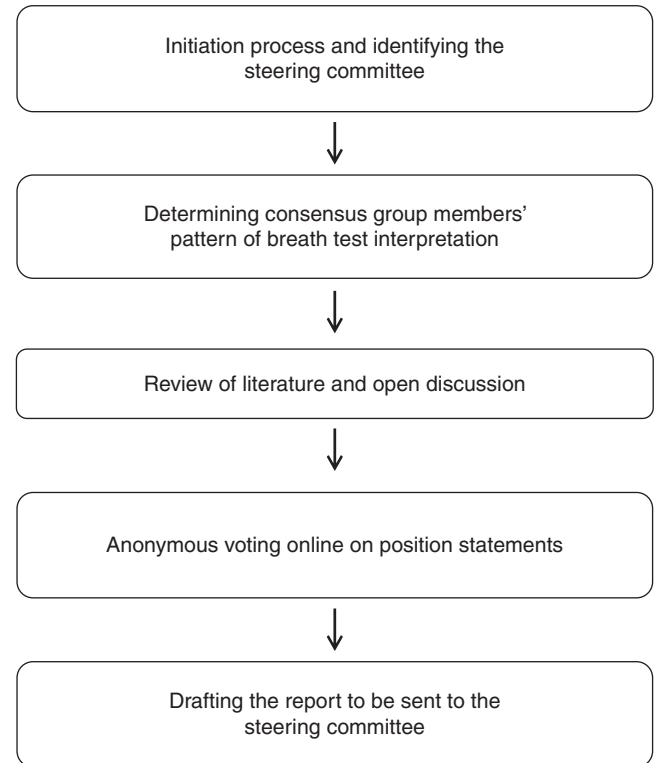 Initiation process and identifying the
steering committee
Determining consensus group members’
pattern of breath test interpretation
Review of literature and open discussion
Anonymous voting online on position statements
Drafting the report to be sent to the
steering committee